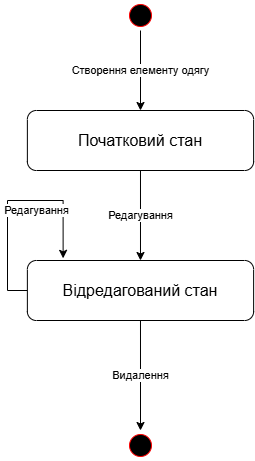 Створення елементу одягу
Початковий стан
Редагування
Редагування
Відредагований стан
Видалення